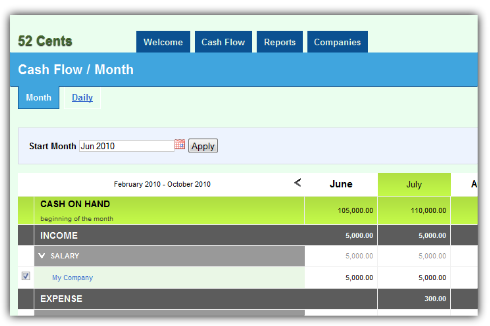 52 Cents
Welcome Cash Flow Reports Companies
Cash Flow / Month
Month Daily
Start Month Jun 2010 Apply
February 2010 - October 2010 < June July A
CASH ON HAND 105,000.00 110,000.00
beginning of the month
INCOME 5,000.00 5,000.00
SALARY 5,000.00 5,000.00
My Company 5,000.00 5,000.00
EXPENSE 300.00